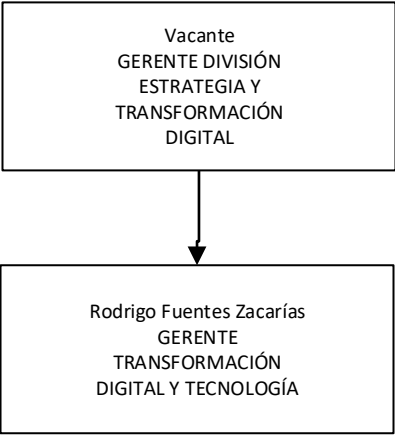 Vacante
GERENTE DIVISIÓN
ESTRATEGIA Y
TRANSFORMACIÓN
DIGITAL
Rodrigo Fuentes Zacarías
GERENTE
TRANSFORMACIÓN
DIGITAL Y TECNOLOGÍA